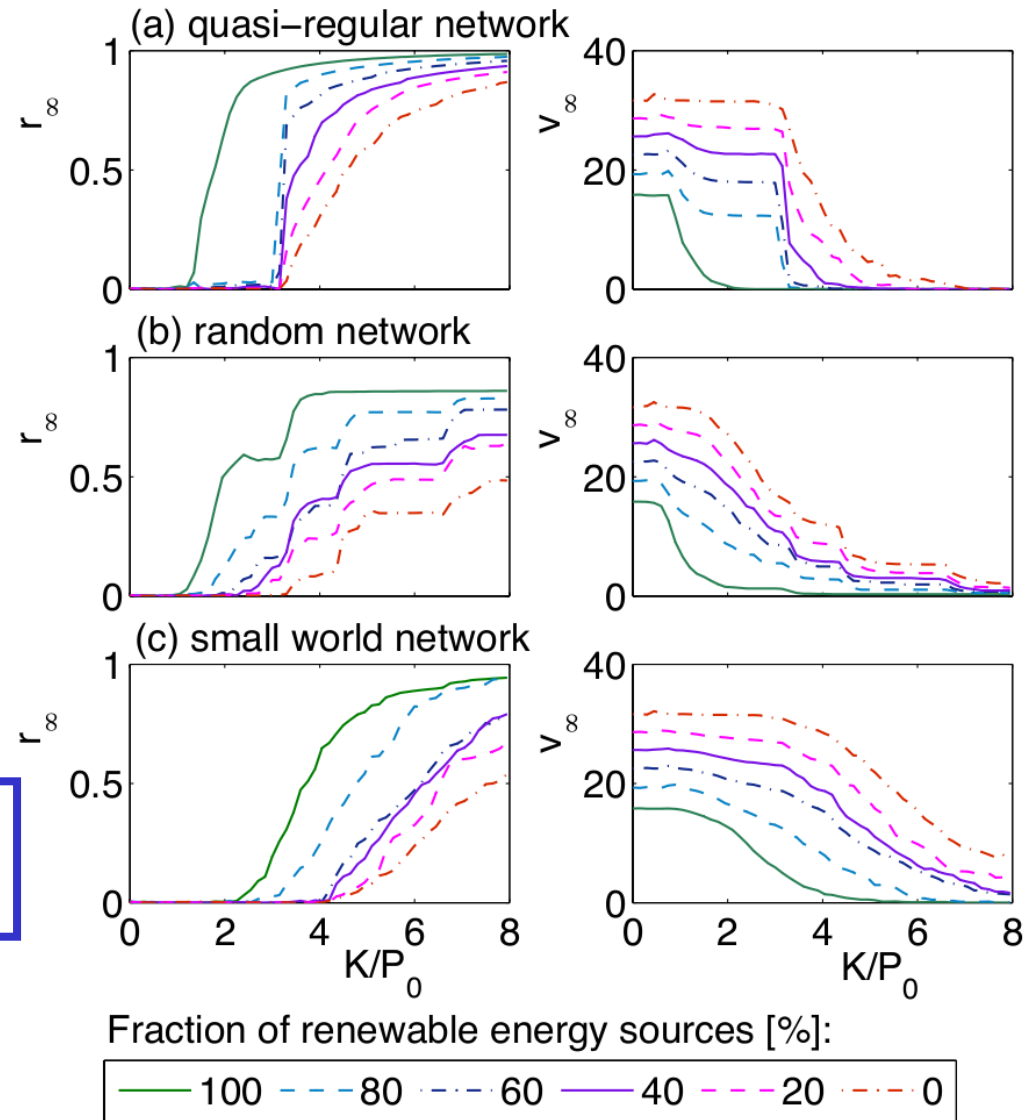 (a) quasi−regular network
r∞
1
0.5
0
v∞
40
20
0
(b) random network
r∞
1
0.5
0
v∞
40
20
0
(c) small world network
r∞
1
0.5
0
0 2 4 6 8
K/P0
v∞
40
20
0
0 2 4 6 8
K/P0
Fraction of renewable energy sources [%]:
100 80 60 40 20 0